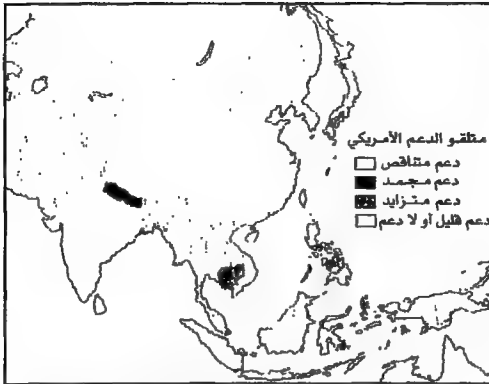 متلقو الدعم الأمريكي
دعم متناقص
دعم مجمد
دعم متزايد
دعم قليل أو لا دعم